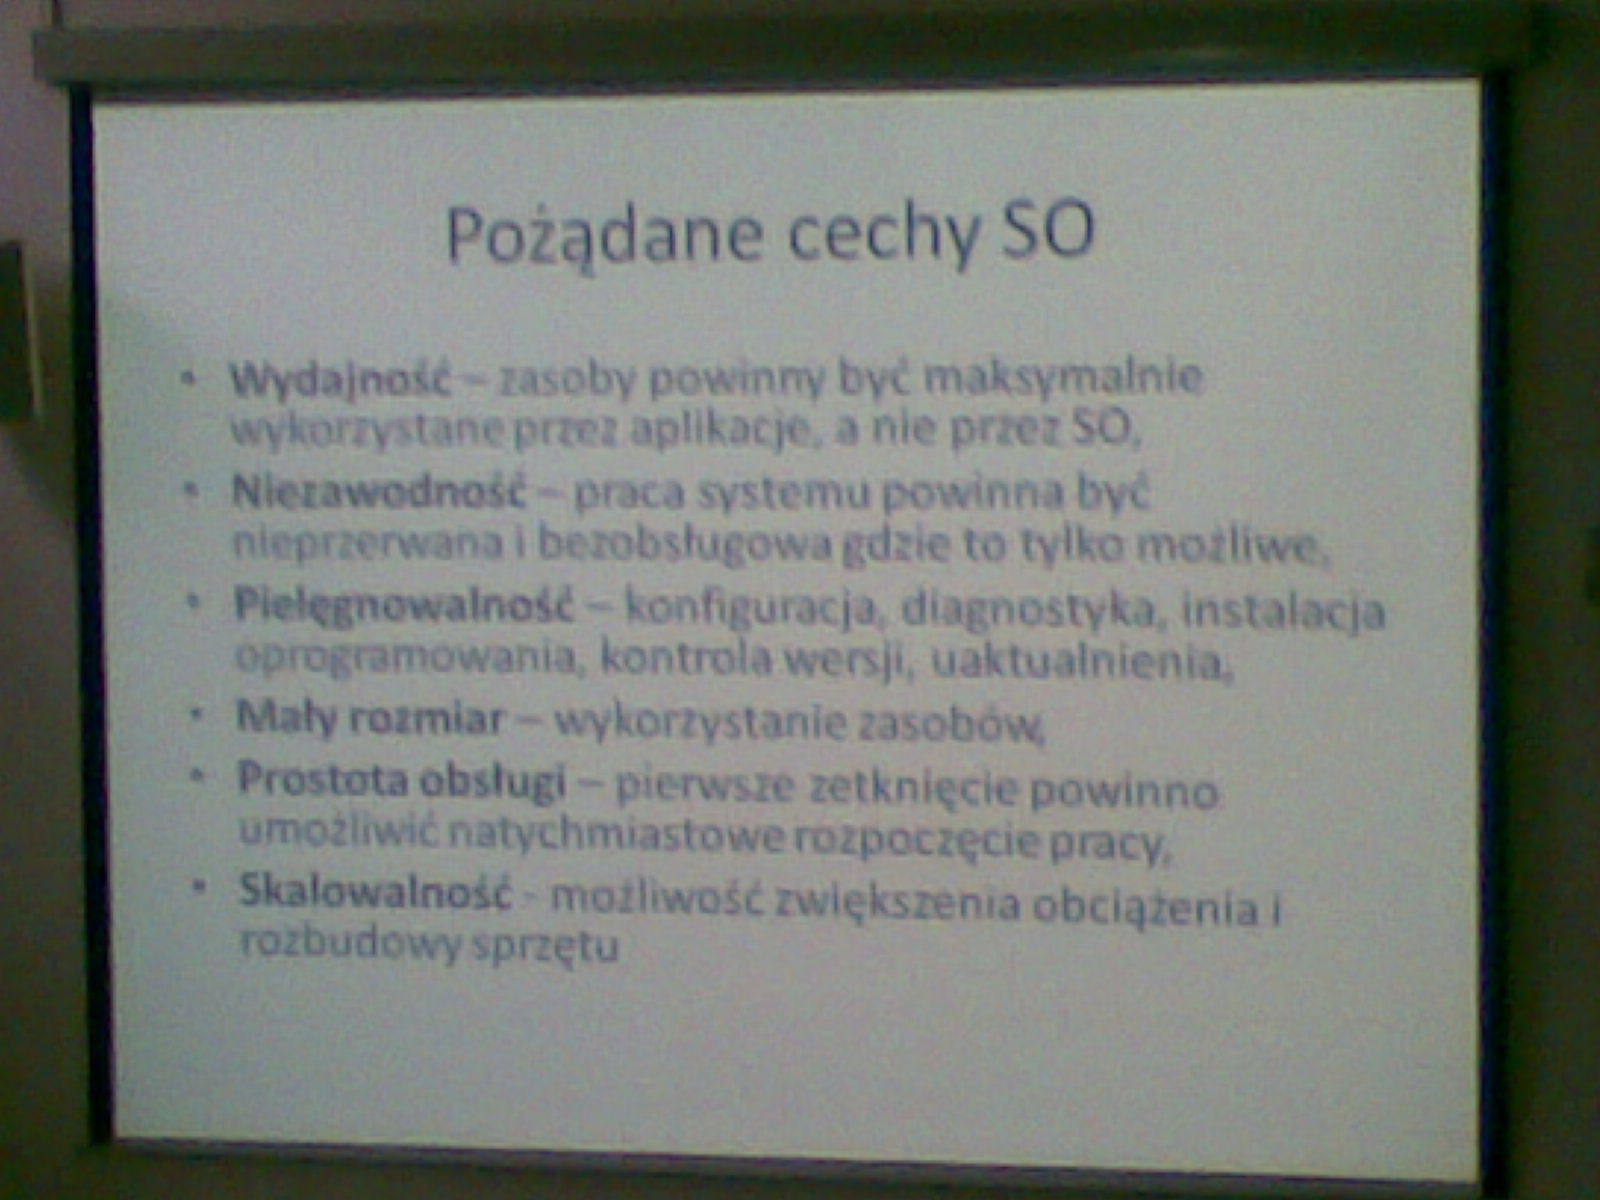 Pożądane cechy SO
• Wydajność – zasoby powinny być maksymalnie
wykorzystane przez aplikacje, a nie przez SO,
• Niezawodność – praca systemu powinna być
nieprzerwana i bezobsługowa gdzie to tylko możliwe,
• Pielęgnowalność – konfiguracja, diagnostyka, instalacja
oprogramowania, kontrola wersji, uaktualnienia,
• Mały rozmiar – wykorzystanie zasobów,
• Prostota obsługi – pierwsze zetknięcie powinno
umożliwić natychmiastowe rozpoczęcie pracy,
• Skalowalność - możliwość zwiększenia obciążenia i
rozbudowy sprzętu